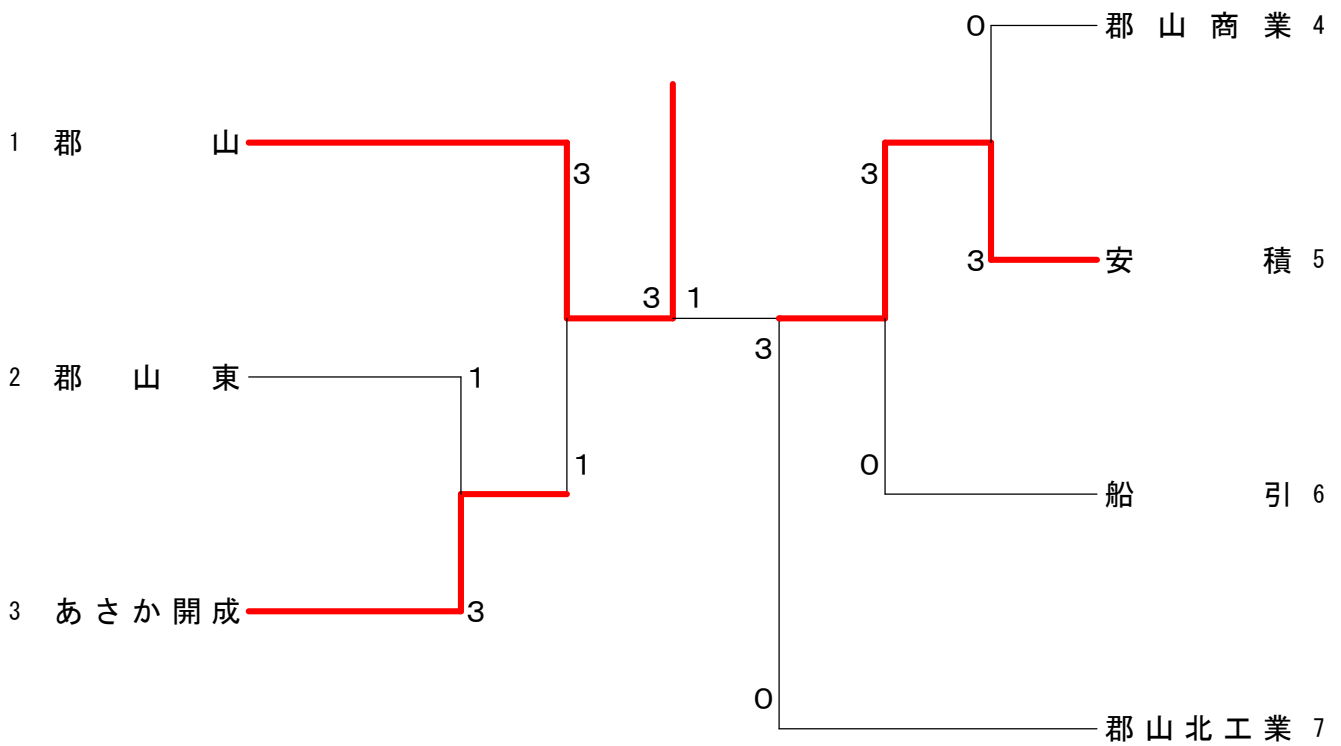 0 郡山商業 4
1 郡山
3
3
3 安積 5
3 1
3
2 郡山東 1
1
0
船引 6
3 あさか開成 3
0
郡山北工業 7